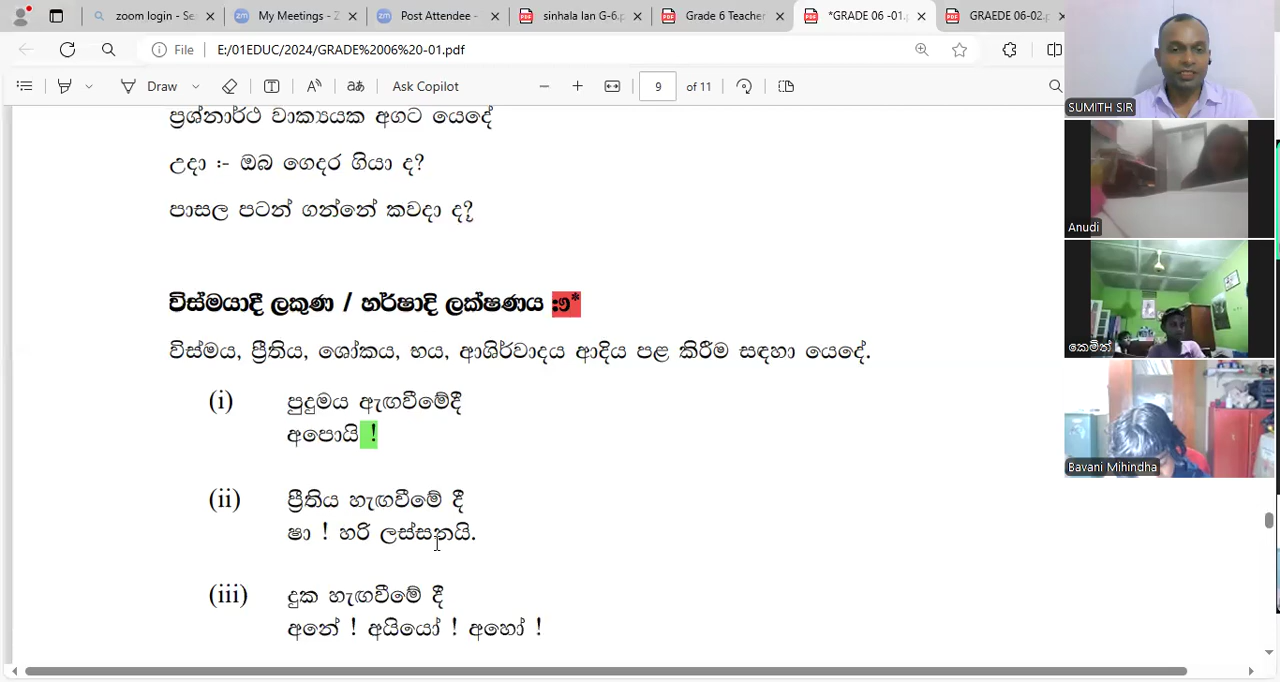 zoom login - Se
My Meetings - Z
Post Attendee -
sinhala lan G-6.p
Grade 6 Teacher
*GRADE 06 -01.p
GRAEDE 06-02.p
File
E:/01EDUC/2024/GRADE%2006%20-01.pdf
Draw
Ask Copilot
9
of 11
ප්‍රශ්නාර්ථ වාක්‍යයක අගට යෙදේ
උදා :- ඔබ ගෙදර ගියා ද?
පාසල පටන් ගන්නේ කවදා ද?
විස්මයාදී ලකුණ / හර්ෂාදි ලක්ෂණය
විස්මය, ප්‍රීතිය, ශෝකය, භය, ආශිර්වාදය ආදිය පළ කිරීම සඳහා යෙදේ.
(i) පුදුමය ඇඟවීමේදී
අපොයි !
(ii) ප්‍රීතිය හැඟවීමේ දී
ෂා ! හරි ලස්සනයි.
(iii) දුක හැඟවීමේ දී
අනේ ! අයියෝ ! අහෝ !
SUMITH SIR
Anudi
කෙමිත්
Bavani Mihindha